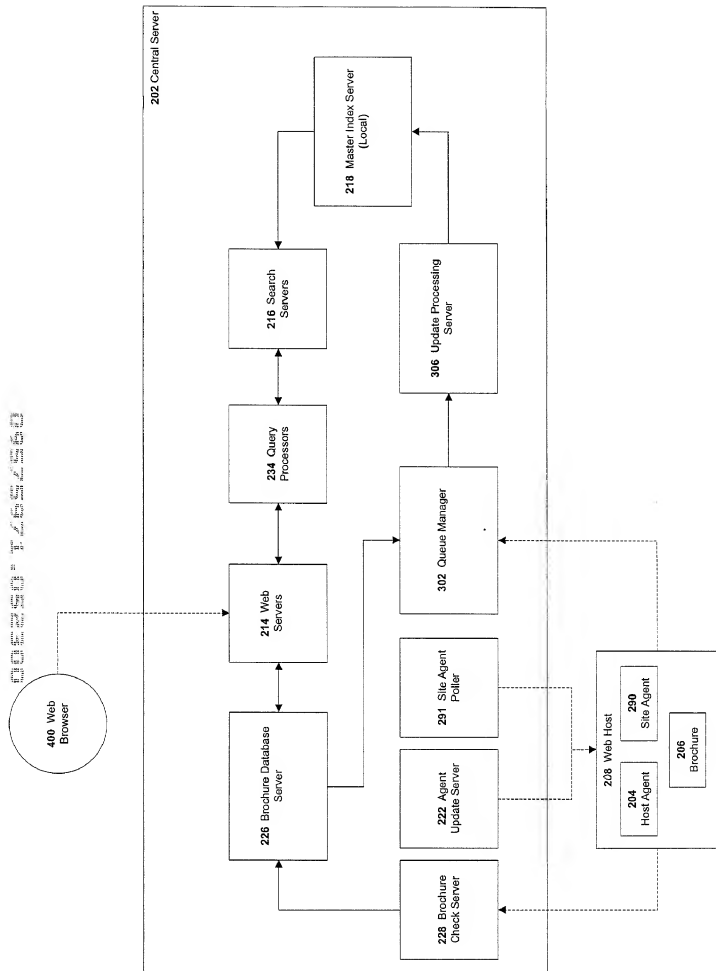 202 Central Server
400 Web
Browser
218 Master Index Server
(Local)
216 Search
Servers
234 Query
Processors
214 Web
Servers
226 Brochure Database
Server
306 Update Processing
Server
302 Queue Manager
291 Site Agent
Poller
222 Agent
Update Server
228 Brochure
Check Server
208 Web Host
290
Site Agent
204
Host Agent
206
Brochure